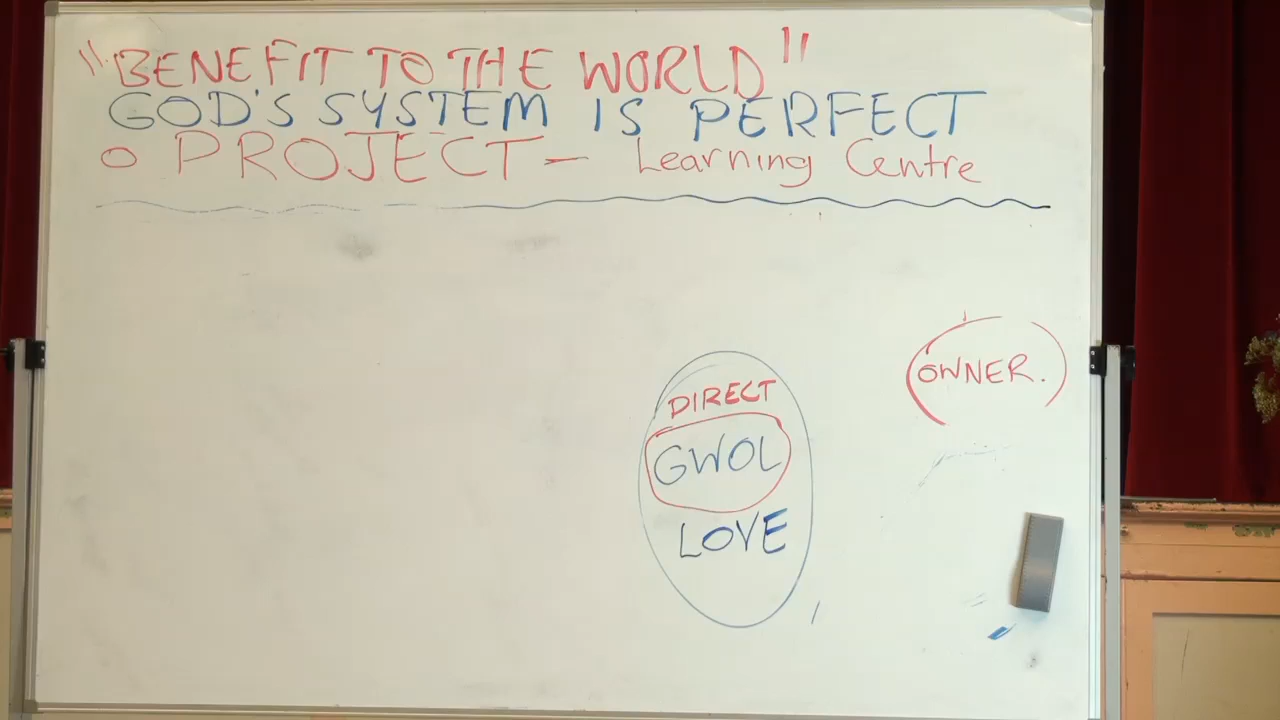 "BENEFIT TO THE WORLD"
GOD'S SYSTEM IS PERFECT
o PROJECT - Learning Centre
OWNER.
DIRECT
GWOL
LOVE